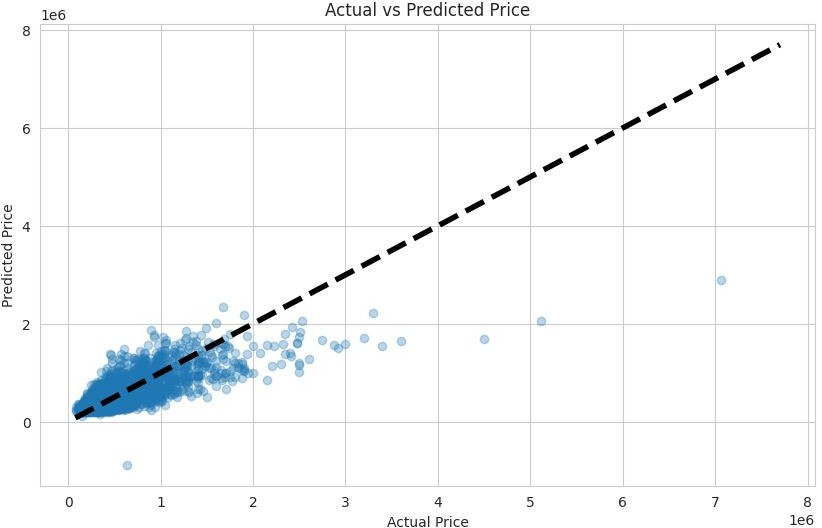 Actual vs Predicted Price
1e6
8
6
4
2
0
Predicted Price
0 1 2 3 4 5 6 7 8
1e6
Actual Price